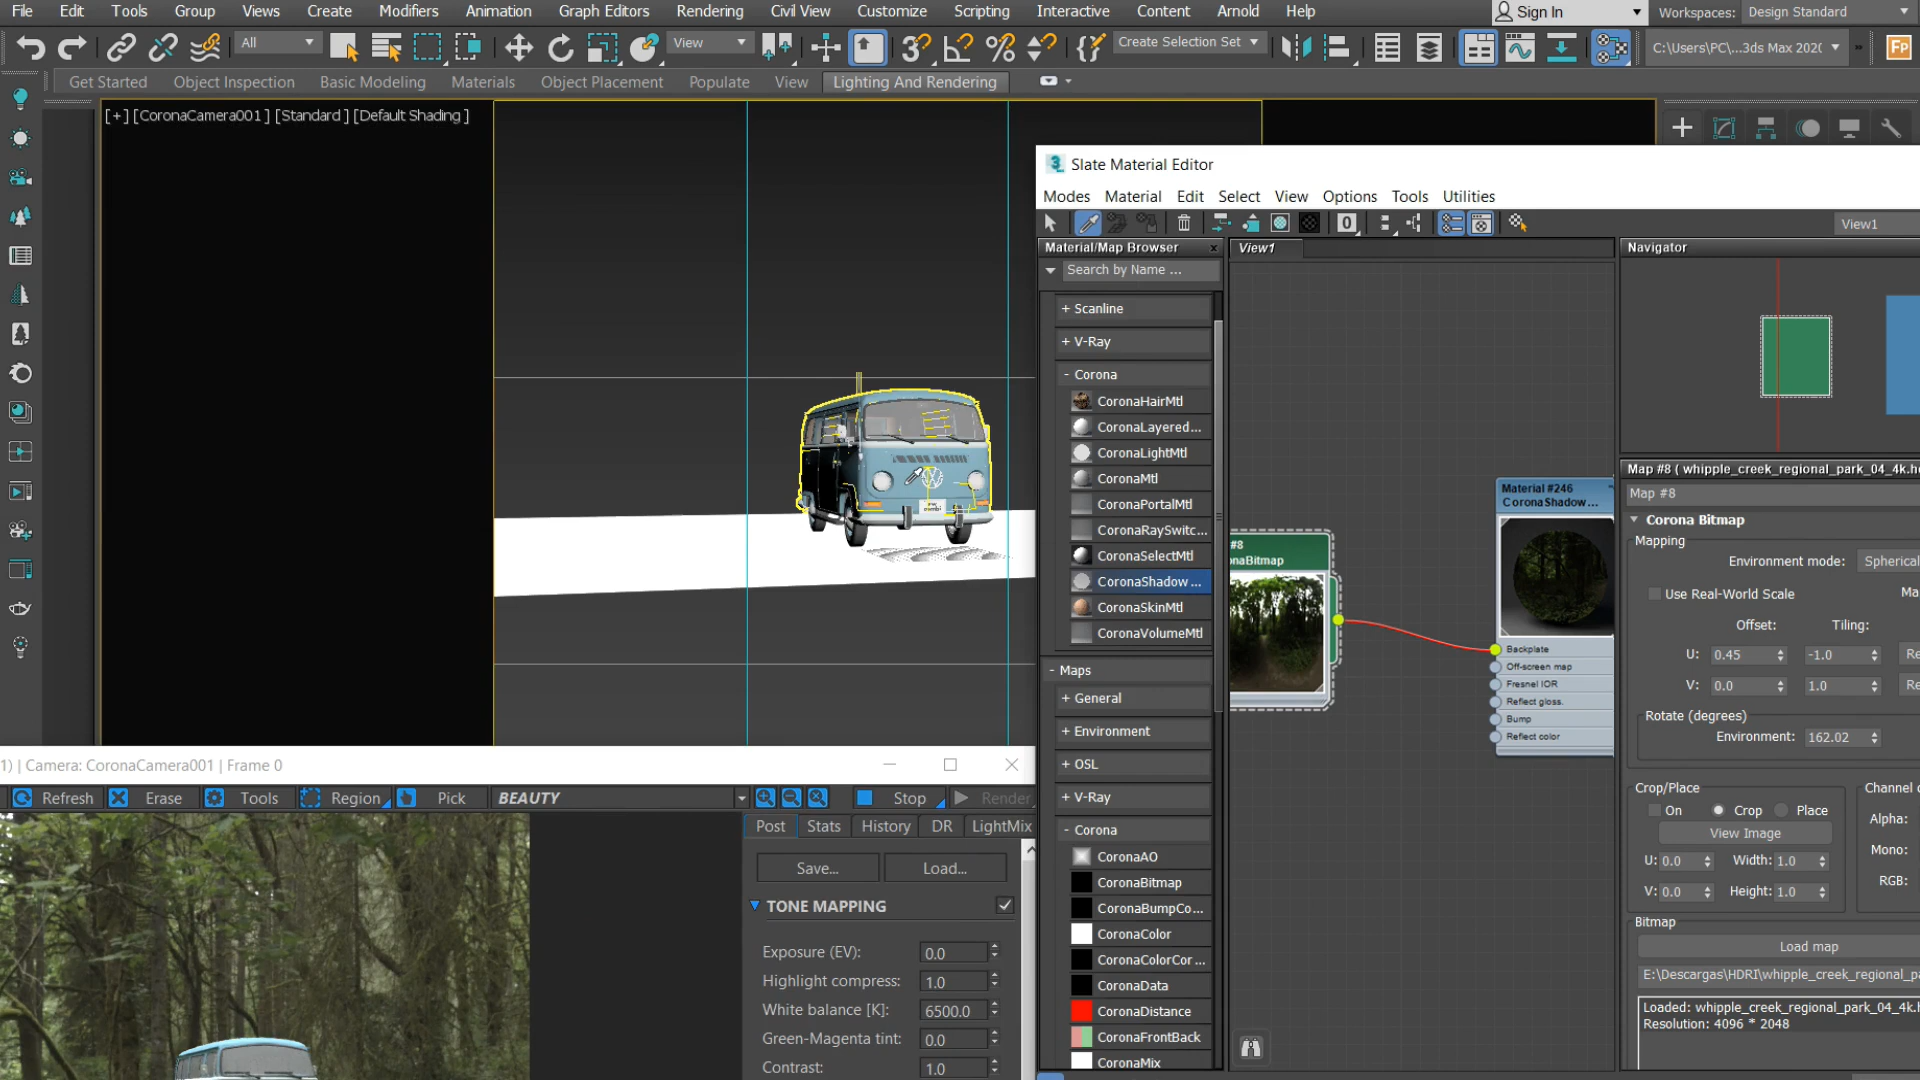 File Edit Tools Group Views Create Modifiers Animation Graph Editors Rendering Civil View Customize Scripting Interactive Content Arnold Help Sign In Workspaces: Design Standard
All View Create Selection Set C:\Users\PC\...3ds Max 202( Fp
Get Started Object Inspection Basic Modeling Materials Object Placement Populate View Lighting And Rendering
[+] [CoronaCamera001 ] [Standard ] [Default Shading ]
Slate Material Editor
Modes Material Edit Select View Options Tools Utilities
View1
Material/Map Browser x View1 Navigator
Search by Name ...
+ Scanline
+ V-Ray
- Corona
CoronaHairMtl
CoronaLayered...
CoronaLightMtl
CoronaMtl
CoronaPortalMtl
CoronaRaySwitc...
CoronaSelectMtl
CoronaShadow ...
CoronaSkinMtl
CoronaVolumeMtl
- Maps
+ General
+ Environment
+ OSL
+ V-Ray
- Corona
CoronaAO
CoronaBitmap
CoronaBumpCo...
CoronaColor
CoronaColorCor ...
CoronaData
CoronaDistance
CoronaFrontBack
CoronaMix
#8
naBitmap
Material #246
CoronaShadow...
Backplate
Off-screen map
Fresnel IOR
Reflect gloss.
Bump
Reflect color
Map #8 ( whipple_creek_regional_park_04_4k.h
Map #8
Corona Bitmap
Mapping
Environment mode: Spherical
Use Real-World Scale Ma
Offset: Tiling:
U: 0.45 -1.0 Re
V: 0.0 1.0 Re
Rotate (degrees)
Environment: 162.02
Crop/Place Channel
On Crop Place
Alpha:
View Image
Mono:
U: 0.0 Width: 1.0
RGB:
V: 0.0 Height: 1.0
Bitmap
Load map
E:\Descargas\HDRI\whipple_creek_regional_pa
Loaded: whipple_creek_regional_park_04_4k.h
Resolution: 4096 * 2048
1) | Camera: CoronaCamera001 | Frame 0
Refresh Erase Tools Region Pick BEAUTY Stop Render
Post Stats History DR LightMix
Save... Load...
TONE MAPPING
Exposure (EV): 0.0
Highlight compress: 1.0
White balance [K]: 6500.0
Green-Magenta tint: 0.0
Contrast: 1.0